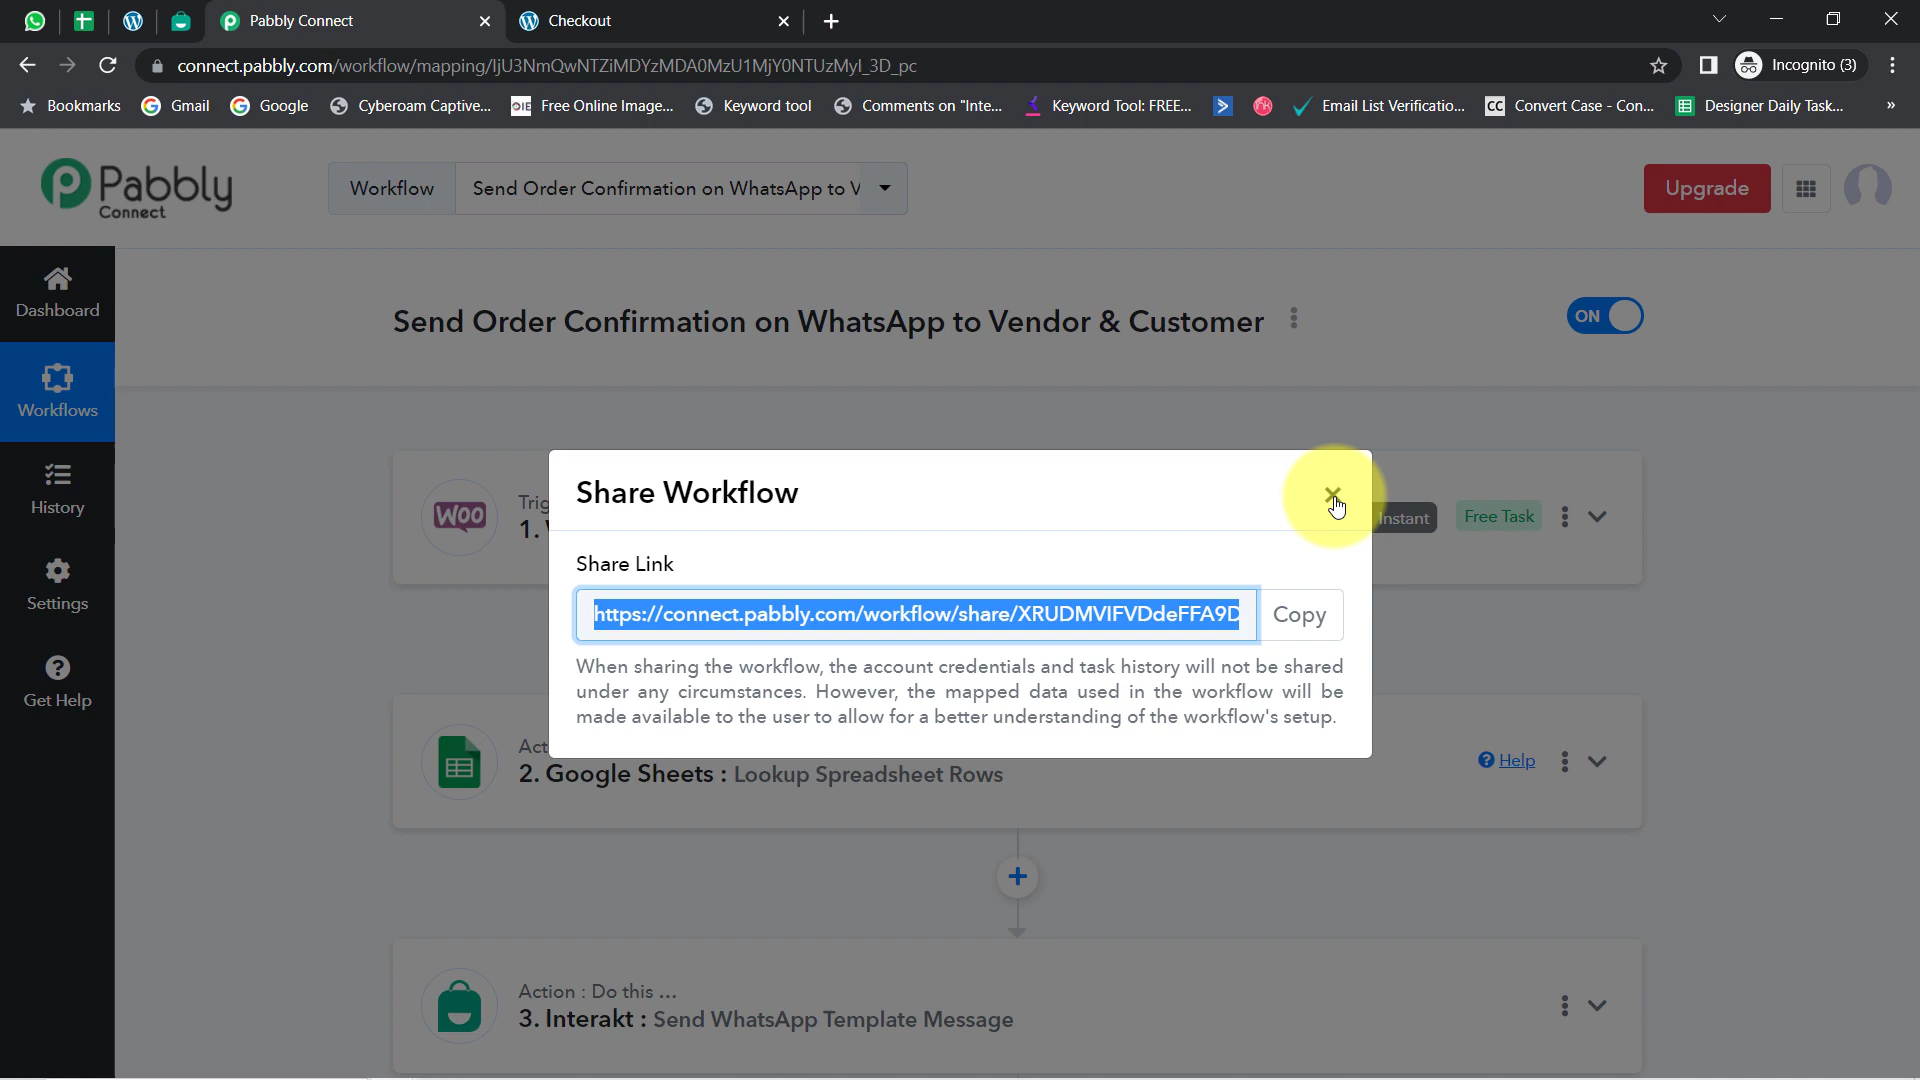 Pabbly Connect
Checkout
connect.pabbly.com/workflow/mapping/IjU3NmQwNTZiMDYzMDA0MzU1MjY0NTUzMyI_3D_pc
Incognito (3)
Bookmarks
Gmail
Google
Cyberoam Captive...
OIE Free Online Image...
Keyword tool
Comments on "Inte...
Keyword Tool: FREE...
Email List Verificatio...
CC Convert Case - Con...
Designer Daily Task...
»
Pabbly
Connect
Workflow
Send Order Confirmation on WhatsApp to V
Upgrade
Dashboard
Workflows
History
Settings
Get Help
Send Order Confirmation on WhatsApp to Vendor & Customer
ON
WOO
Trig
1.
Instant
Free Task
Share Workflow
Share Link
https://connect.pabbly.com/workflow/share/XRUDMVIFVDdeFFA9D
Copy
When sharing the workflow, the account credentials and task history will not be shared
under any circumstances. However, the mapped data used in the workflow will be
made available to the user to allow for a better understanding of the workflow's setup.
Act
2. Google Sheets : Lookup Spreadsheet Rows
Help
Action : Do this ...
3. Interakt : Send WhatsApp Template Message